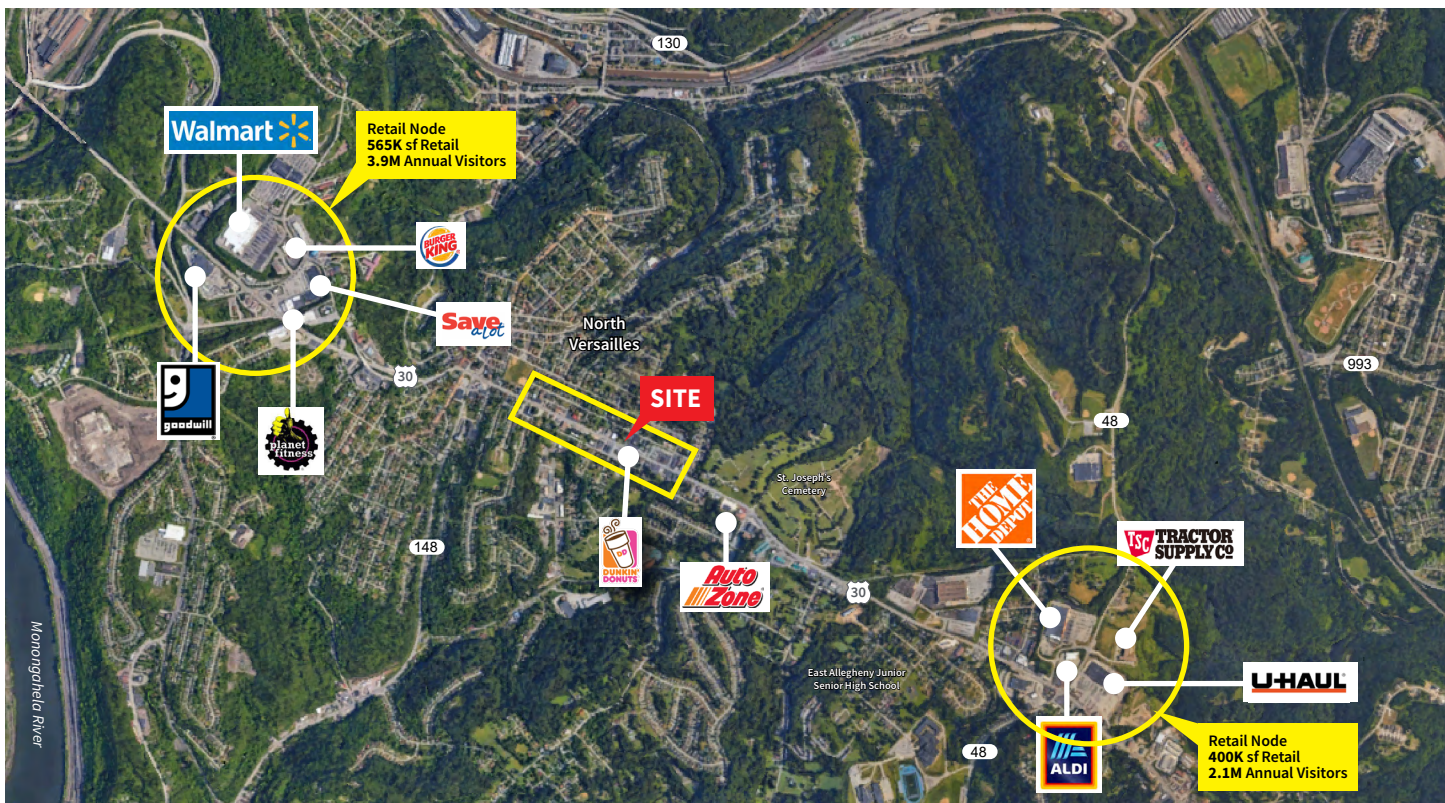 130
Walmart
Retail Node
565K sf Retail
3.9M Annual Visitors
BURGER
KING
Save
a lot
North
Versailles
30
993
SITE
goodwill
planet
fitness
48
St. Joseph's
Cemetery
THE
HOME
DEPOT
TSC TRACTOR
SUPPLY CO
148
DD
DUNKIN'
DONUTS
Auto
Zone
30
Monongahela River
East Allegheny Junior
Senior High School
U-HAUL
48
ALDI
Retail Node
400K sf Retail
2.1M Annual Visitors